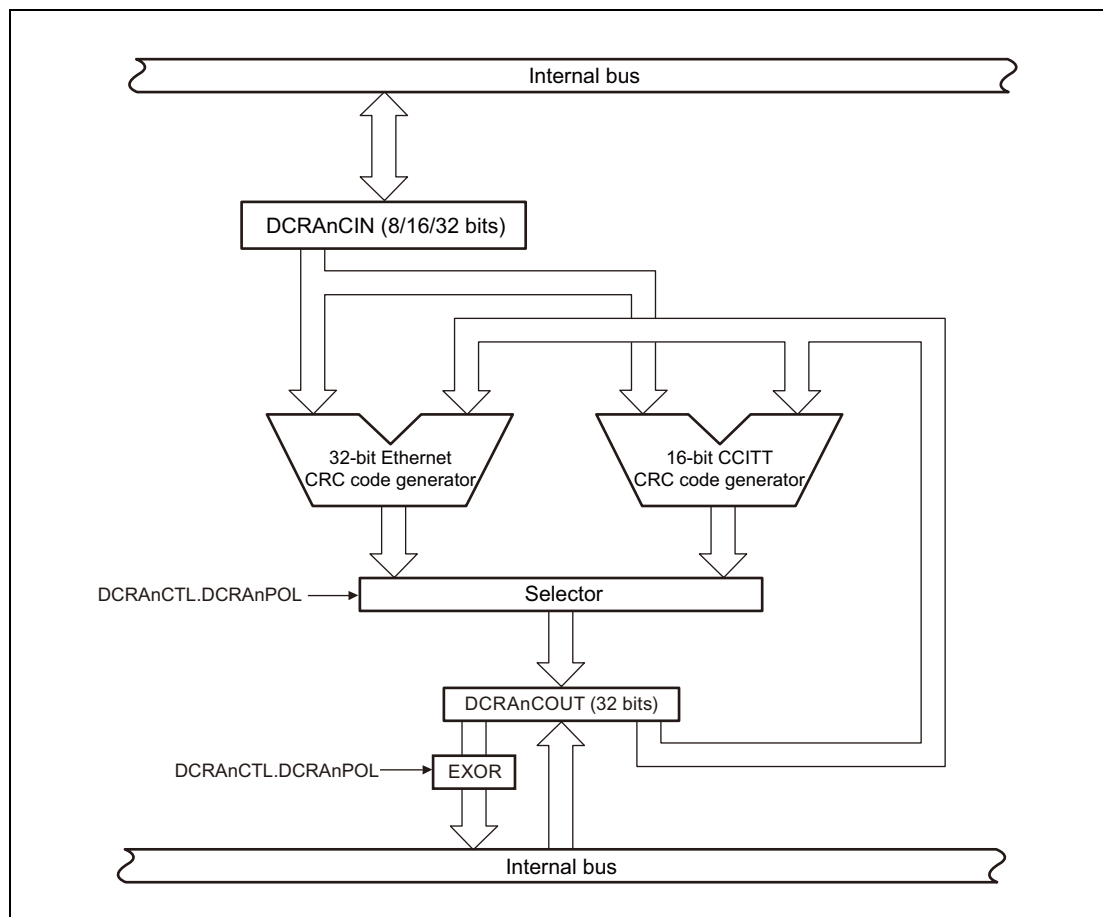 Internal bus
DCRAnCIN (8/16/32 bits)
32-bit Ethernet
CRC code generator
16-bit CCITT
CRC code generator
DCRAnCTL.DCRAnPOL
Selector
DCRAnCOUT (32 bits)
DCRAnCTL.DCRAnPOL
EXOR
Internal bus